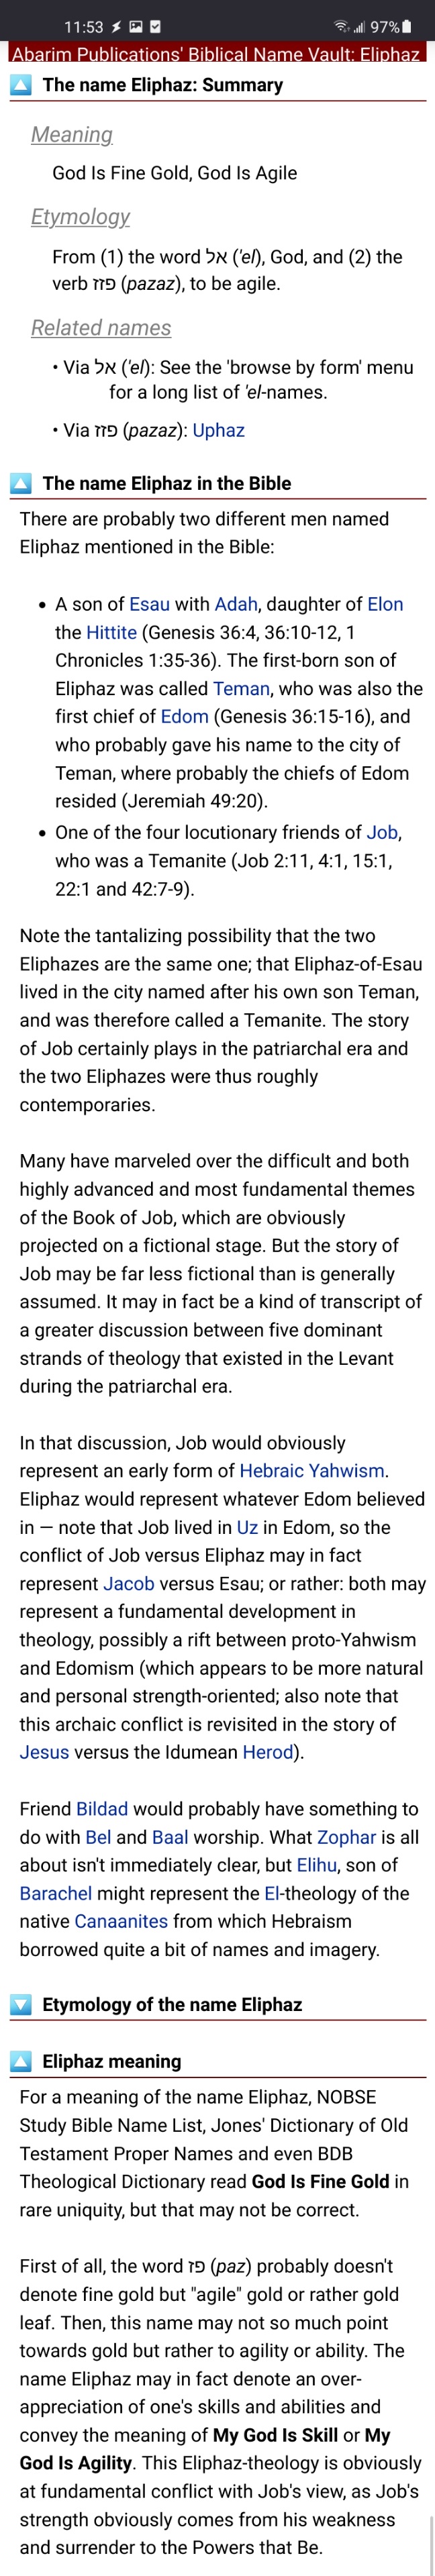 11:53 97%
Abarim Publications' Biblical Name Vault: Eliphaz
The name Eliphaz: Summary
Meaning
God Is Fine Gold, God Is Agile
Etymology
From (1) the word אל ('el), God, and (2) the
verb פזז (pazaz), to be agile.
Related names
• Via אל ('el): See the 'browse by form' menu
for a long list of 'el-names.
• Via פזז (pazaz): Uphaz
The name Eliphaz in the Bible
There are probably two different men named
Eliphaz mentioned in the Bible:
• A son of Esau with Adah, daughter of Elon
the Hittite (Genesis 36:4, 36:10-12, 1
Chronicles 1:35-36). The first-born son of
Eliphaz was called Teman, who was also the
first chief of Edom (Genesis 36:15-16), and
who probably gave his name to the city of
Teman, where probably the chiefs of Edom
resided (Jeremiah 49:20).
• One of the four locutionary friends of Job,
who was a Temanite (Job 2:11, 4:1, 15:1,
22:1 and 42:7-9).
Note the tantalizing possibility that the two
Eliphazes are the same one; that Eliphaz-of-Esau
lived in the city named after his own son Teman,
and was therefore called a Temanite. The story
of Job certainly plays in the patriarchal era and
the two Eliphazes were thus roughly
contemporaries.
Many have marveled over the difficult and both
highly advanced and most fundamental themes
of the Book of Job, which are obviously
projected on a fictional stage. But the story of
Job may be far less fictional than is generally
assumed. It may in fact be a kind of transcript of
a greater discussion between five dominant
strands of theology that existed in the Levant
during the patriarchal era.
In that discussion, Job would obviously
represent an early form of Hebraic Yahwism.
Eliphaz would represent whatever Edom believed
in — note that Job lived in Uz in Edom, so the
conflict of Job versus Eliphaz may in fact
represent Jacob versus Esau; or rather: both may
represent a fundamental development in
theology, possibly a rift between proto-Yahwism
and Edomism (which appears to be more natural
and personal strength-oriented; also note that
this archaic conflict is revisited in the story of
Jesus versus the Idumean Herod).
Friend Bildad would probably have something to
do with Bel and Baal worship. What Zophar is all
about isn't immediately clear, but Elihu, son of
Barachel might represent the El-theology of the
native Canaanites from which Hebraism
borrowed quite a bit of names and imagery.
Etymology of the name Eliphaz
Eliphaz meaning
For a meaning of the name Eliphaz, NOBSE
Study Bible Name List, Jones' Dictionary of Old
Testament Proper Names and even BDB
Theological Dictionary read God Is Fine Gold in
rare uniquity, but that may not be correct.
First of all, the word פז (paz) probably doesn't
denote fine gold but "agile" gold or rather gold
leaf. Then, this name may not so much point
towards gold but rather to agility or ability. The
name Eliphaz may in fact denote an over-
appreciation of one's skills and abilities and
convey the meaning of My God Is Skill or My
God Is Agility. This Eliphaz-theology is obviously
at fundamental conflict with Job's view, as Job's
strength obviously comes from his weakness
and surrender to the Powers that Be.